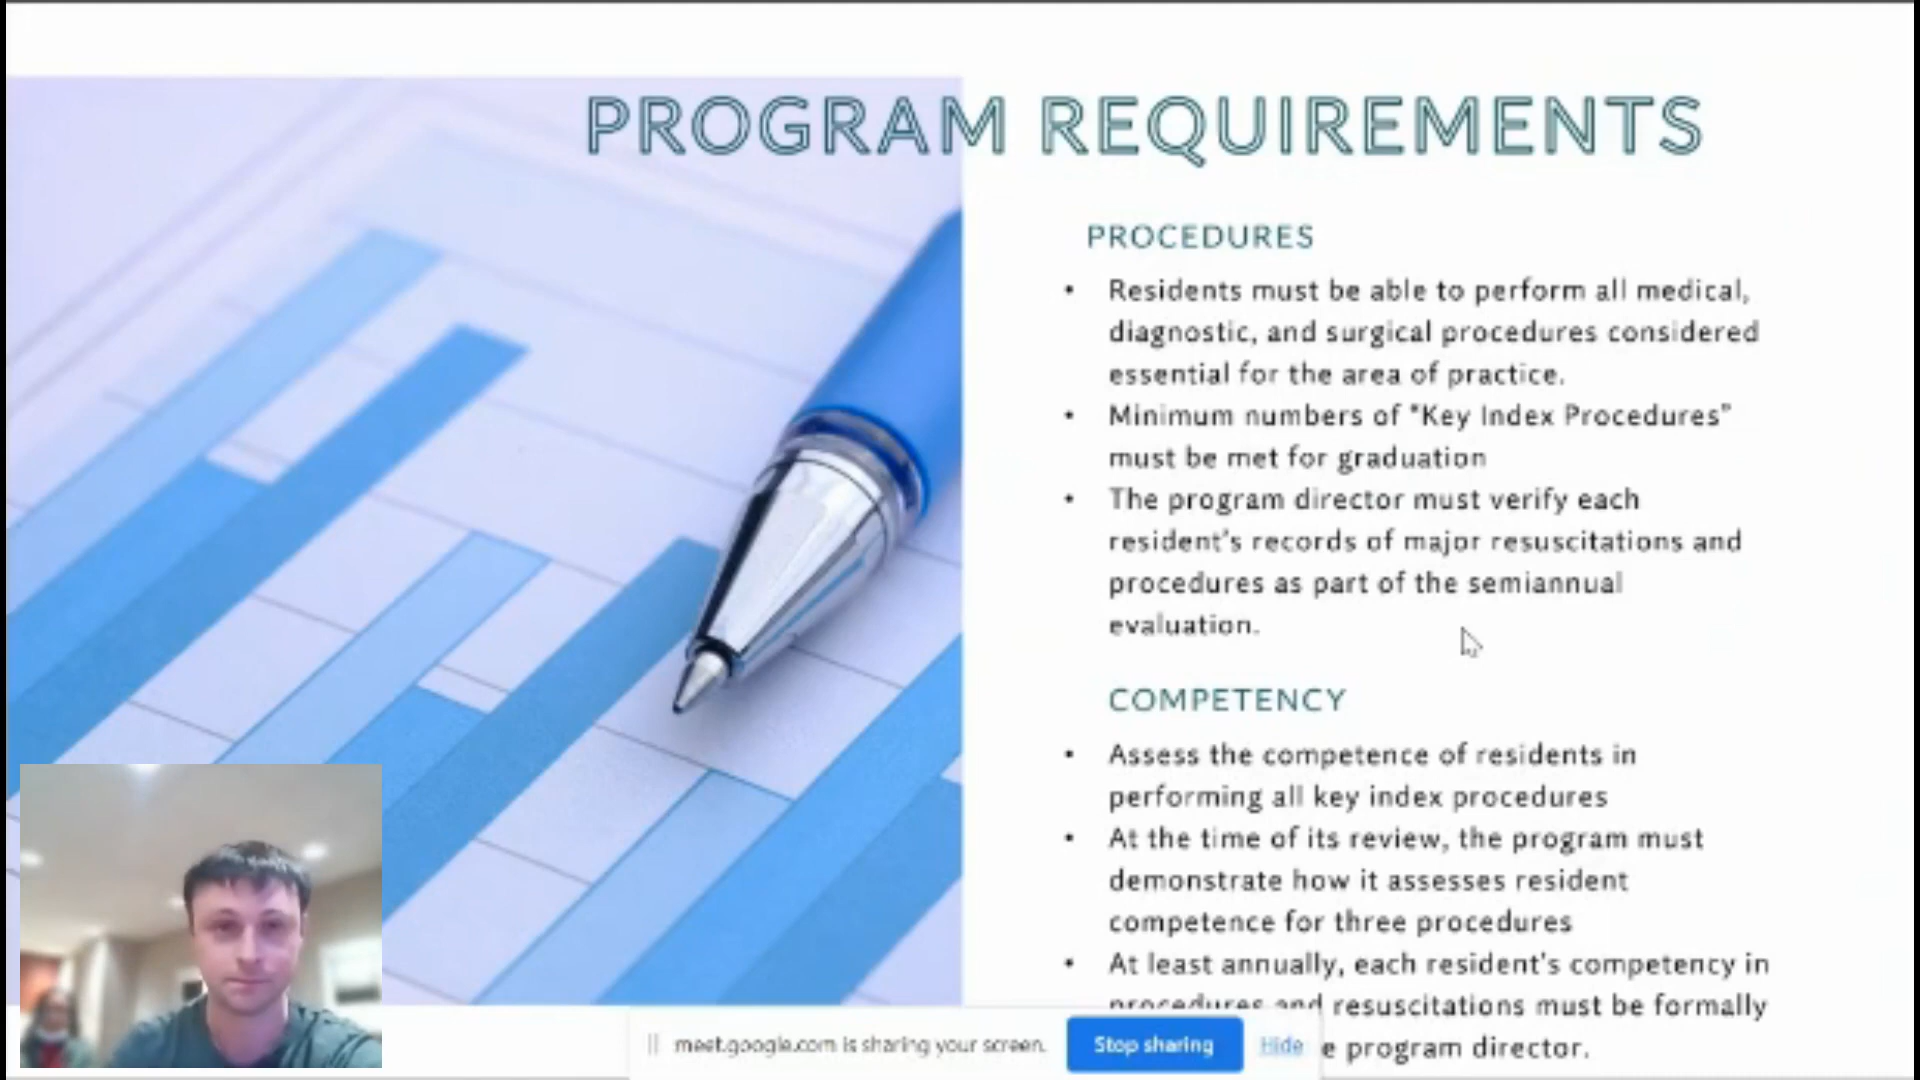 PROGRAM REQUIREMENTS
PROCEDURES
• Residents must be able to perform all medical,
diagnostic, and surgical procedures considered
essential for the area of practice.
• Minimum numbers of "Key Index Procedures"
must be met for graduation
• The program director must verify each
resident's records of major resuscitations and
procedures as part of the semiannual
evaluation.
COMPETENCY
• Assess the competence of residents in
performing all key index procedures
• At the time of its review, the program must
demonstrate how it assesses resident
competence for three procedures
• At least annually, each resident's competency in
procedures and resuscitations must be formally
program director.
meet.google.com is sharing your screen.
Stop sharing
Hide